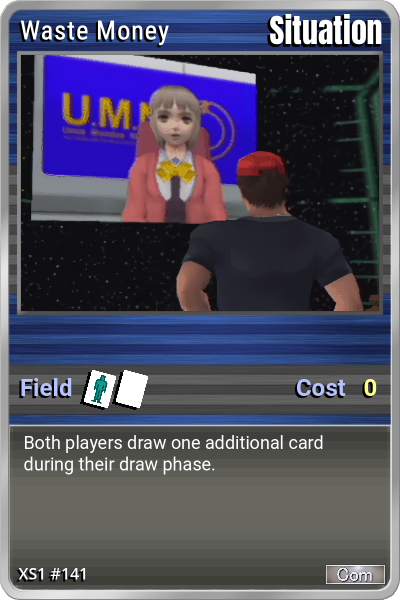 Waste Money
Situation
U.M.N
Field
Cost 0
Both players draw one additional card
during their draw phase.
XS1 #141
Com